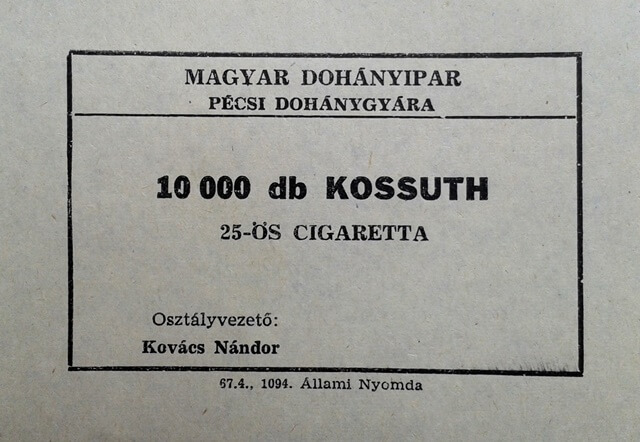 MAGYAR DOHÁNYIPAR
PÉCSI DOHÁNYGYÁRA
10 000 db KOSSUTH
25-ÖS CIGARETTA
Osztályvezető:
Kovács Nándor
67.4., 1094. Állami Nyomda